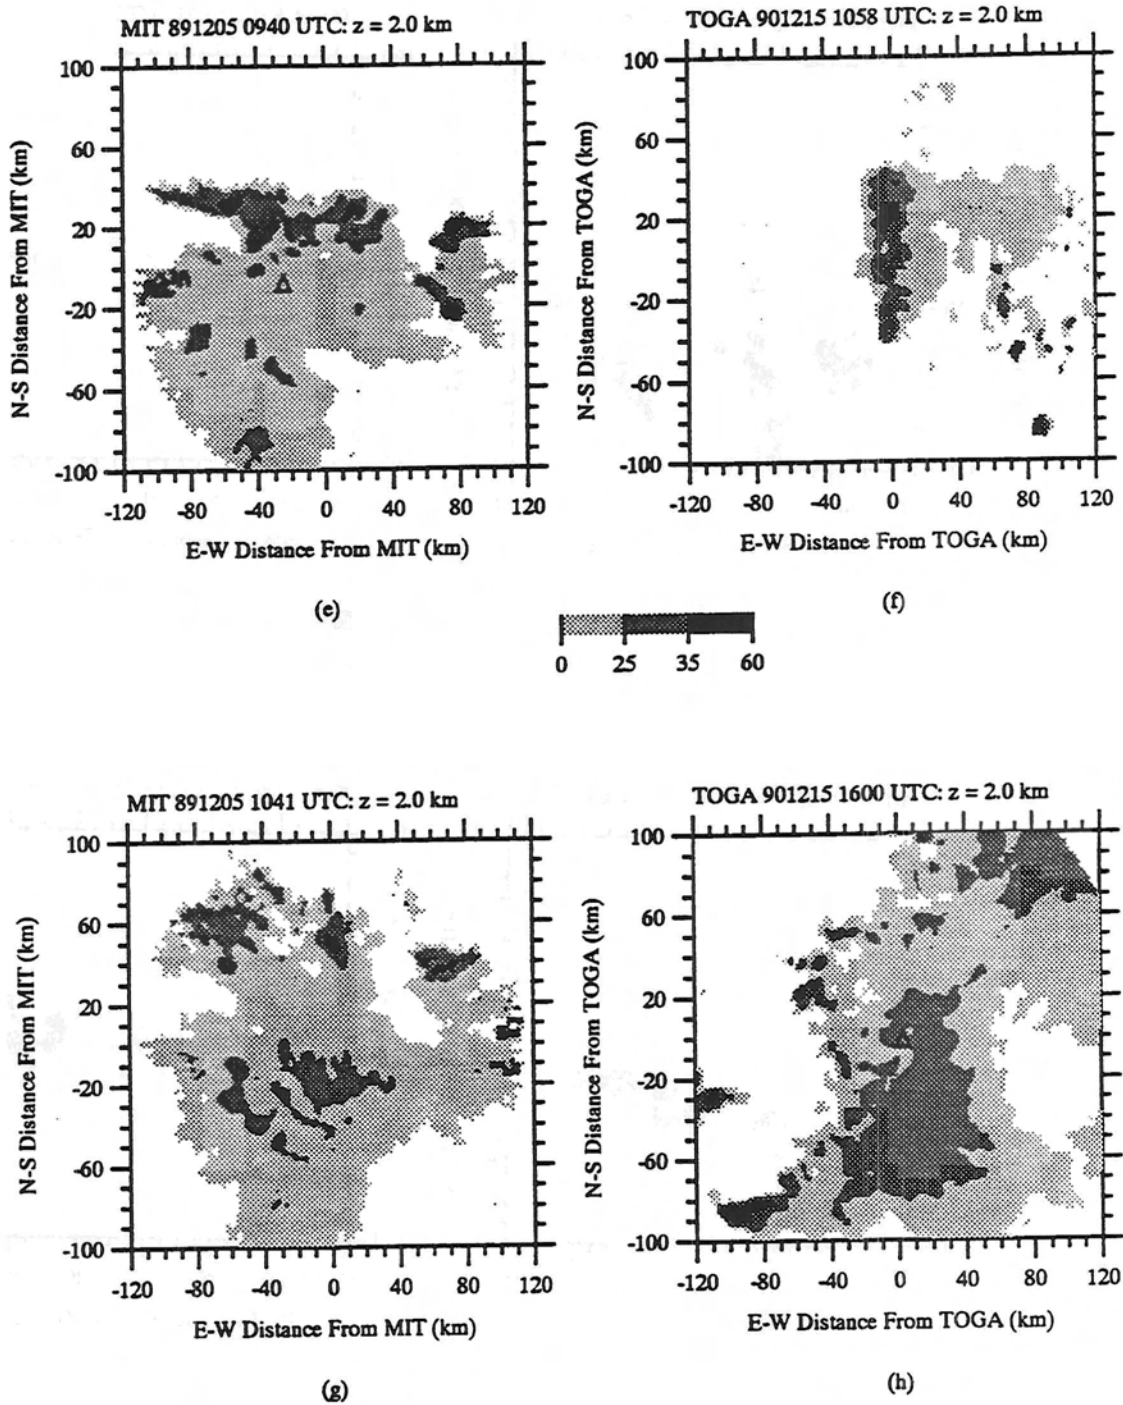 MIT 891205 0940 UTC: z = 2.0 km
100
60
20
-20
-60
-100
N-S Distance From MIT (km)
-120 -80 -40 0 40 80 120
E-W Distance From MIT (km)
(e)
TOGA 901215 1058 UTC: z = 2.0 km
100
60
20
-20
-60
-100
N-S Distance From TOGA (km)
-120 -80 -40 0 40 80 120
E-W Distance From TOGA (km)
(f)
0 25 35 60
MIT 891205 1041 UTC: z = 2.0 km
100
60
20
-20
-60
-100
N-S Distance From MIT (km)
-120 -80 -40 0 40 80 120
E-W Distance From MIT (km)
(g)
TOGA 901215 1600 UTC: z = 2.0 km
100
60
20
-20
-60
-100
N-S Distance From TOGA (km)
-120 -80 -40 0 40 80 120
E-W Distance From TOGA (km)
(h)